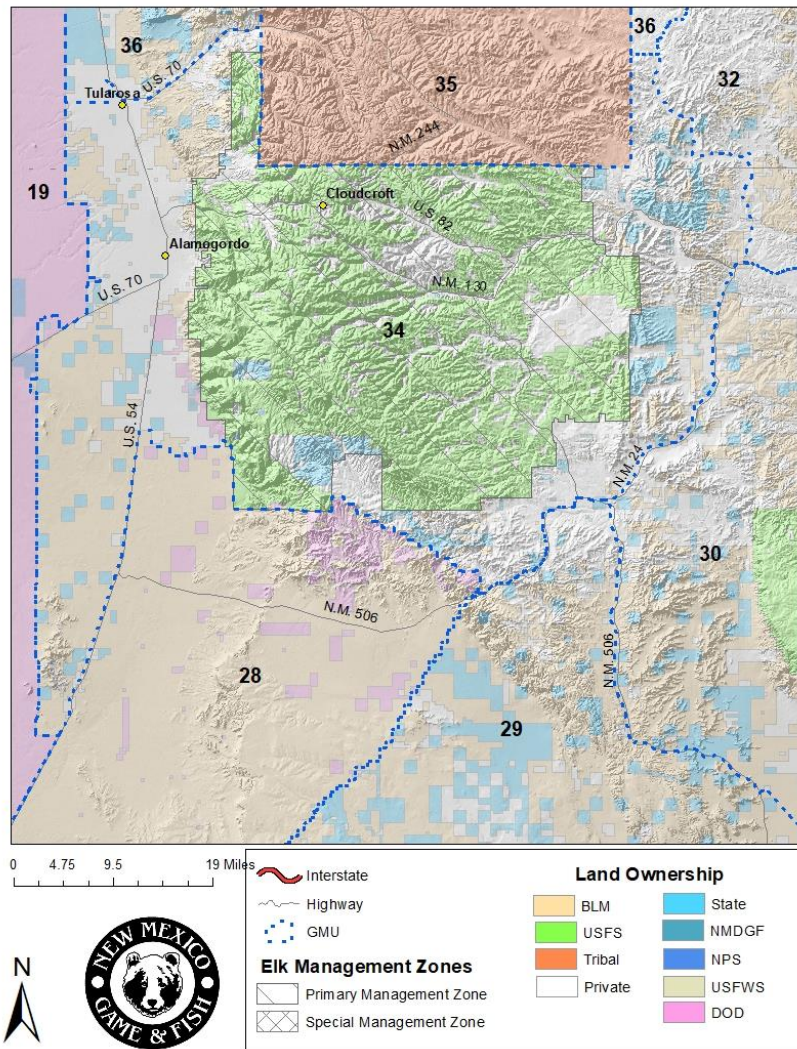 36
36
32
U.S. 70
Tularosa
35
N.M. 244
19
Cloudcroft
U.S. 82
Alamogordo
U.S. 70
N.M. 130
34
U.S. 54
N.M. 24
30
N.M. 506
28
N.M. 506
29
0 4.75 9.5 19 Miles
N
NEW MEXICO
GAME & FISH
Interstate
Highway
GMU
Elk Management Zones
Primary Management Zone
Special Management Zone
Land Ownership
BLM
USFS
Tribal
Private
State
NMDGF
NPS
USFWS
DOD